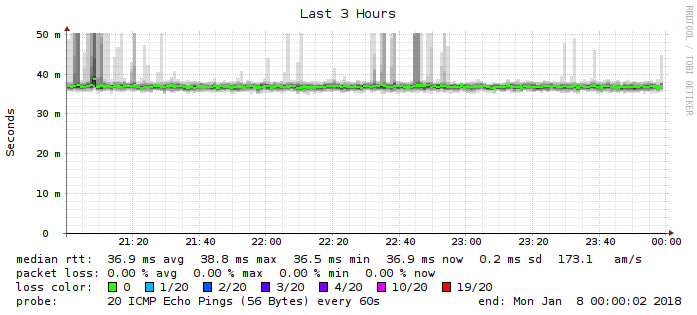 Last 3 Hours
RRDTOOL / TOBI OETIKER
Seconds
50 m
40 m
30 m
20 m
10 m
0
21:20 21:40 22:00 22:20 22:40 23:00 23:20 23:40 00:00
median rtt: 36.9 ms avg 38.8 ms max 36.5 ms min 36.9 ms now 0.2 ms sd 173.1 am/s
packet loss: 0.00 % avg 0.00 % max 0.00 % min 0.00 % now
loss color: 0 1/20 2/20 3/20 4/20 10/20 19/20
probe: 20 ICMP Echo Pings (56 Bytes) every 60s end: Mon Jan 8 00:00:02 2018